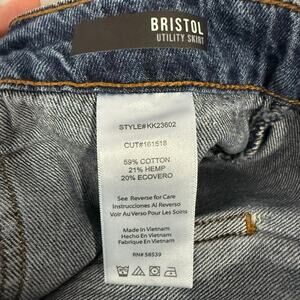 BRISTOL
UTILITY SKIRT
STYLE#KK23602
CUT#161518
59% COTTON
21% HEMP
20% ECOVERO
See Reverse for Care
Instrucciones Al Reverso
Voir Au Verso Pour Les Soins
Made In Vietnam
Hecho En Vietnam
Fabrique En Vietnam
RN# 58539